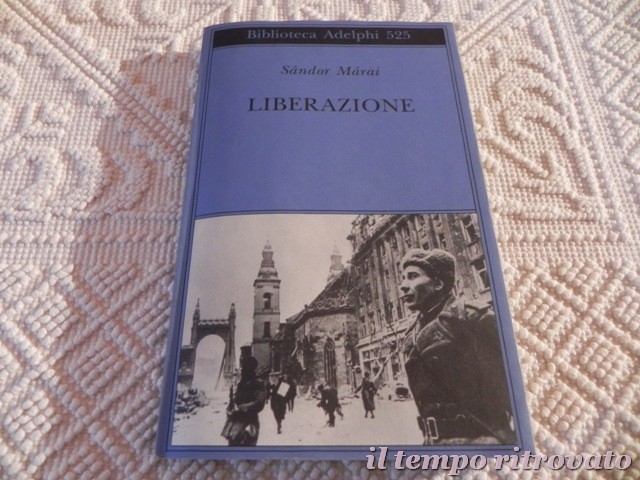 Biblioteca Adelphi 525
Sándor Márai
LIBERAZIONE
il tempo ritrovato